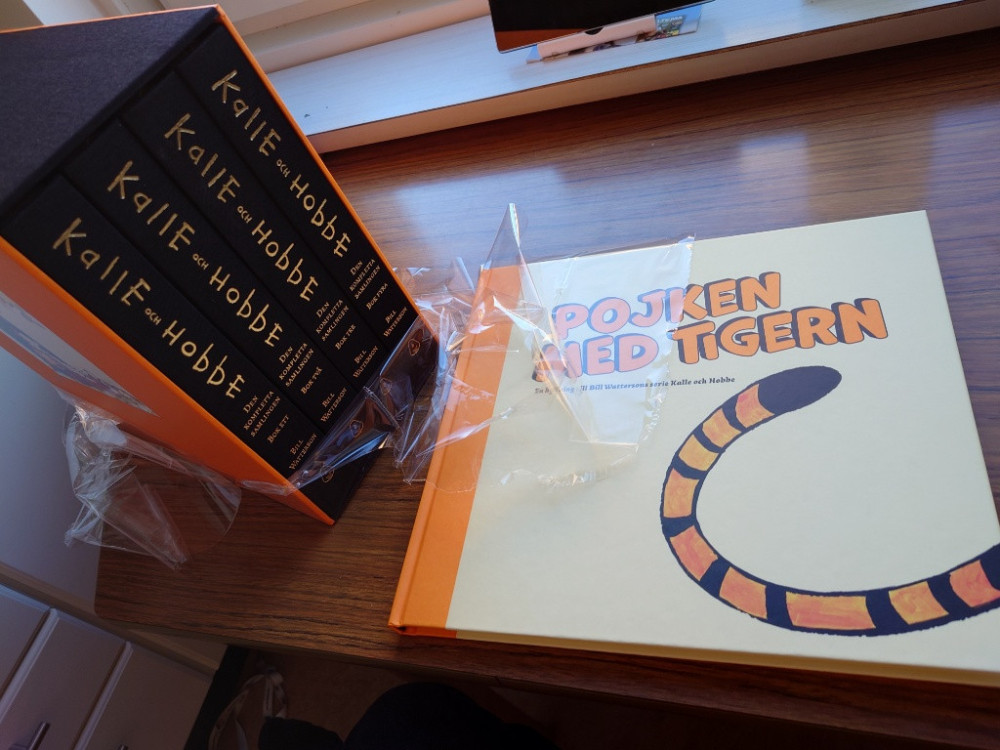 KallE och HobbE
Den
kompletta
samlingen
Bok ett
Bill
Watterson
KallE och HobbE
Den
kompletta
samlingen
Bok två
Bill
Watterson
KallE och HobbE
Den
kompletta
samlingen
Bok tre
Bill
Watterson
KallE och HobbE
Den
kompletta
samlingen
Bok fyra
Bill
Watterson
POJKEN
MED TiGERN
till Bill Wattersons serie Kalle och Hobbe